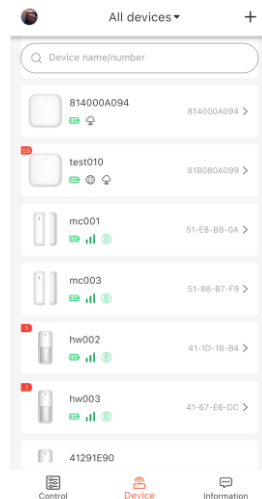 All devices
Device name/number
814000A094
814000A094
50
test010
81B080A099
mc001
51-E8-BB-0A
mc003
51-86-B7-F9
1
hw002
41-1D-1B-B4
1
hw003
41-67-E6-DC
41291E90
Control
Device
Information